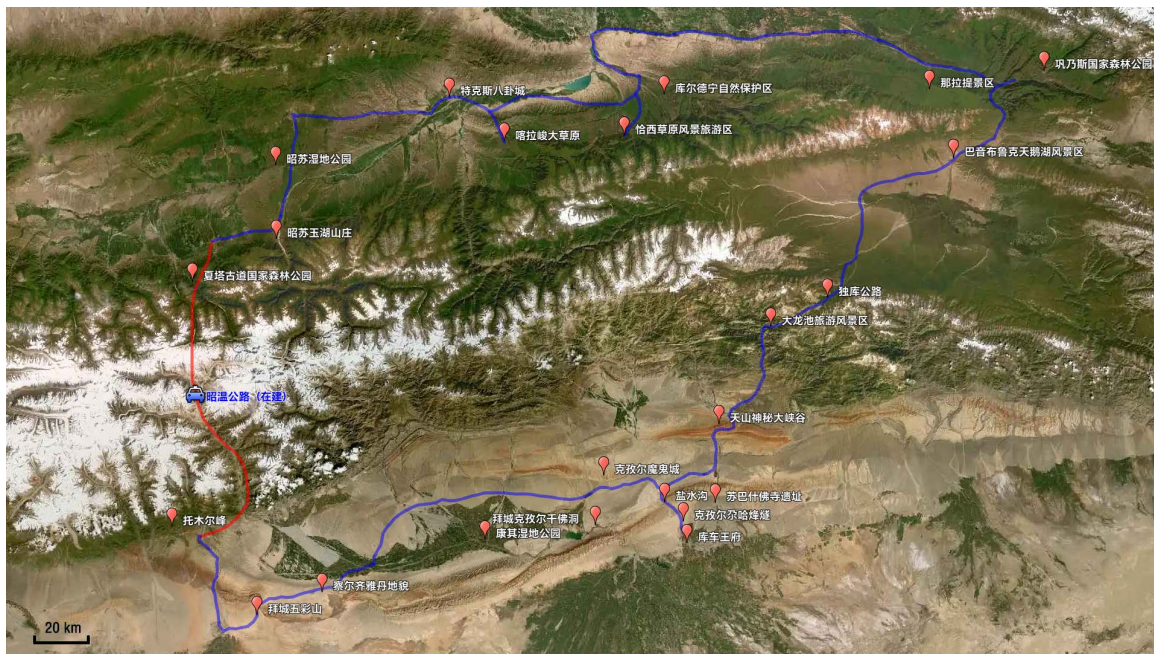 巩乃斯国家森林公园
那拉提景区
库尔德宁自然保护区
特克斯八卦城
恰西草原风景旅游区
喀拉峻大草原
巴音布鲁克天鹅湖风景区
昭苏湿地公园
昭苏玉湖山庄
夏塔古道国家森林公园
独库公路
大龙池旅游风景区
昭温公路（在建）
天山神秘大峡谷
克孜尔魔鬼城
盐水沟
苏巴什佛寺遗址
克孜尔尕哈烽燧
拜城克孜尔千佛洞
托木尔峰
康其湿地公园
库车王府
察尔齐雅丹地貌
拜城五彩山
20 km